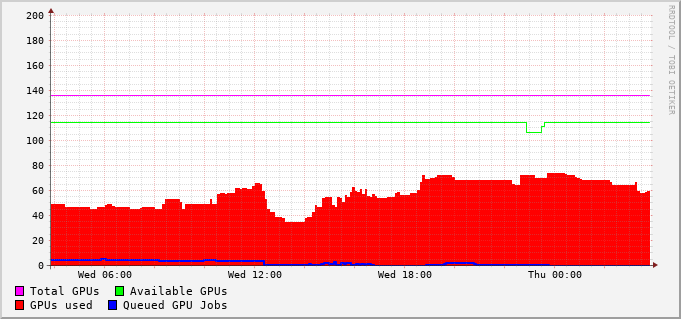 200
180
160
140
120
100
80
60
40
20
0
Wed 06:00 Wed 12:00 Wed 18:00 Thu 00:00
Total GPUs Available GPUs
GPUs used Queued GPU Jobs
RRDTOOL / TOBI OETIKER